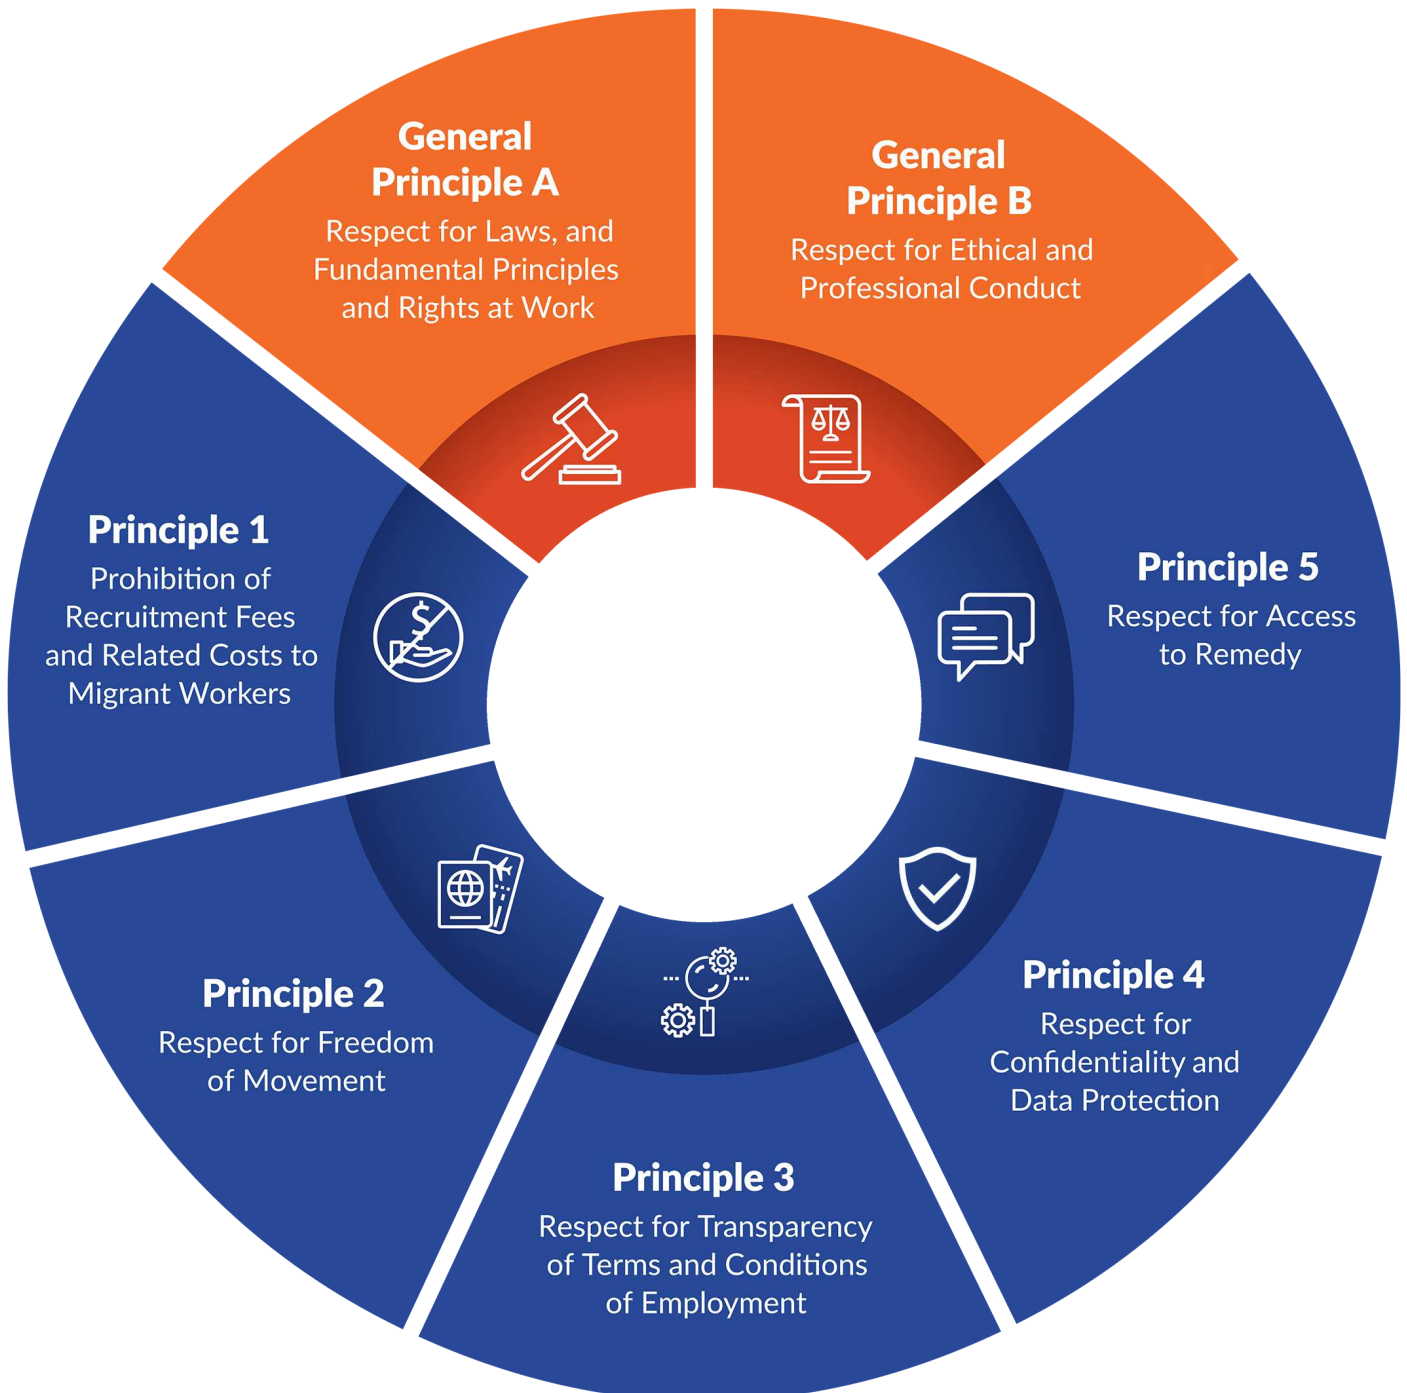 General
Principle A
Respect for Laws, and
Fundamental Principles
and Rights at Work
General
Principle B
Respect for Ethical and
Professional Conduct
Principle 1
Prohibition of
Recruitment Fees
and Related Costs to
Migrant Workers
Principle 5
Respect for Access
to Remedy
Principle 2
Respect for Freedom
of Movement
Principle 4
Respect for
Confidentiality and
Data Protection
Principle 3
Respect for Transparency
of Terms and Conditions
of Employment